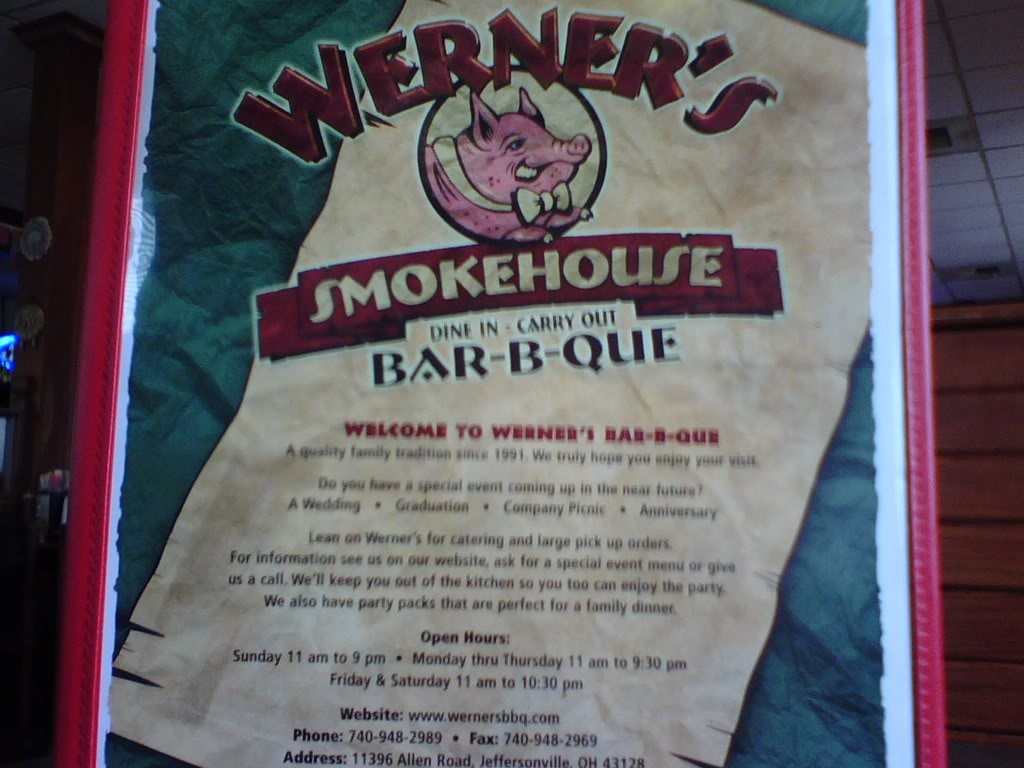 WERNER'S
SMOKEHOUSE
DINE IN - CARRY OUT
BAR-B-QUE
WELCOME TO WERNER'S BAR-B-QUE
A quality family tradition since 1991. We truly hope you enjoy your visit.
Do you have a special event coming up in the near future?
A Wedding • Graduation • Company Picnic • Anniversary
Lean on Werner's for catering and large pick up orders.
For information see us on our website, ask for a special event menu or give
us a call. We'll keep you out of the kitchen so you too can enjoy the party.
We also have party packs that are perfect for a family dinner.
Open Hours:
Sunday 11 am to 9 pm • Monday thru Thursday 11 am to 9:30 pm
Friday & Saturday 11 am to 10:30 pm
Website: www.wernersbbq.com
Phone: 740-948-2989 • Fax: 740-948-2969
Address: 11396 Allen Road, Jeffersonville, OH 43128